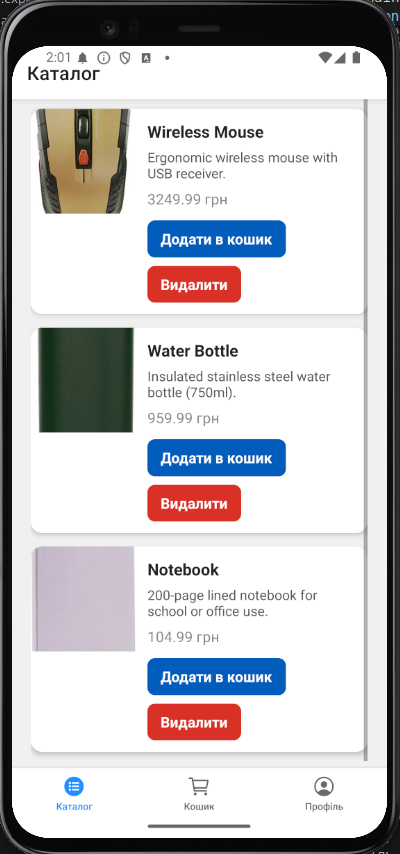 2:01
Каталог
Wireless Mouse
Ergonomic wireless mouse with
USB receiver.
3249.99 грн
Додати в кошик
Видалити
Water Bottle
Insulated stainless steel water
bottle (750ml).
959.99 грн
Додати в кошик
Видалити
Notebook
200-page lined notebook for
school or office use.
104.99 грн
Додати в кошик
Видалити
Каталог
Кошик
Профіль